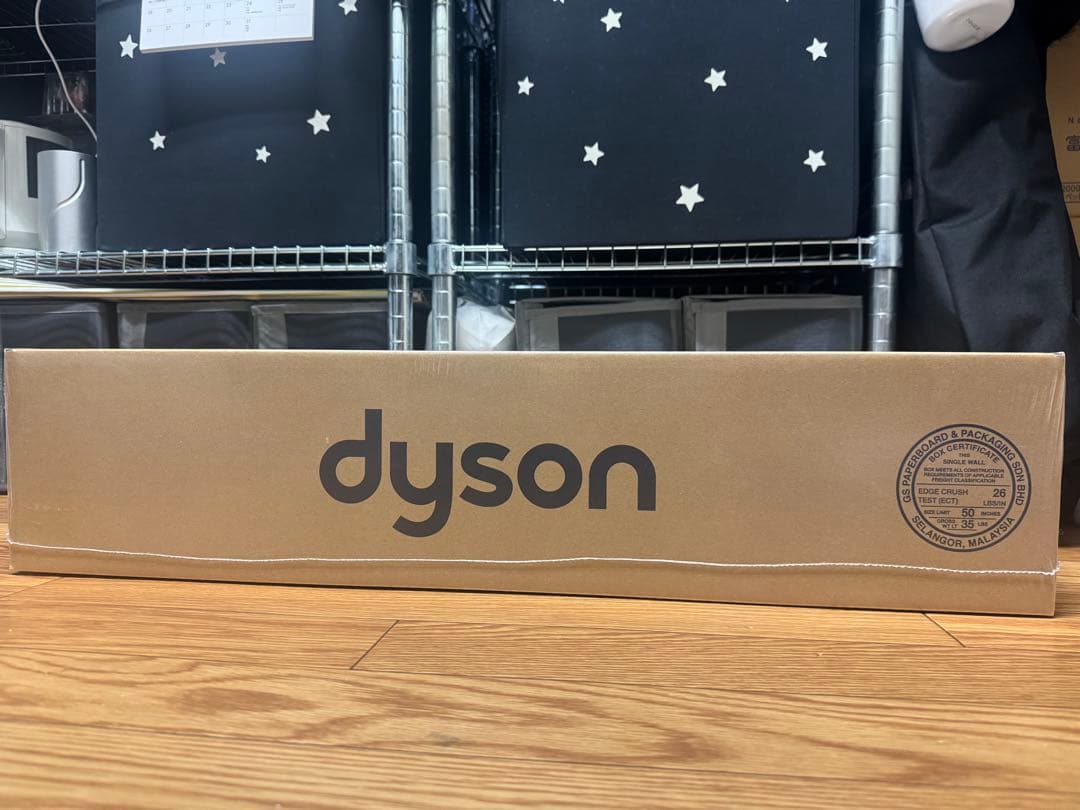 dyson
GS PAPERBOARD & PACKAGING SDN BHD
BOX CERTIFICATE
THIS
SINGLE WALL
BOX MEETS ALL CONSTRUCTION
REQUIREMENTS OF APPLICABLE
FREIGHT CLASSIFICATION
EDGE CRUSH 26
TEST (ECT) LBS/IN
SIZE LIMIT 50 INCHES
GROSS
WT LT 35 LBS
SELANGOR, MALAYSIA